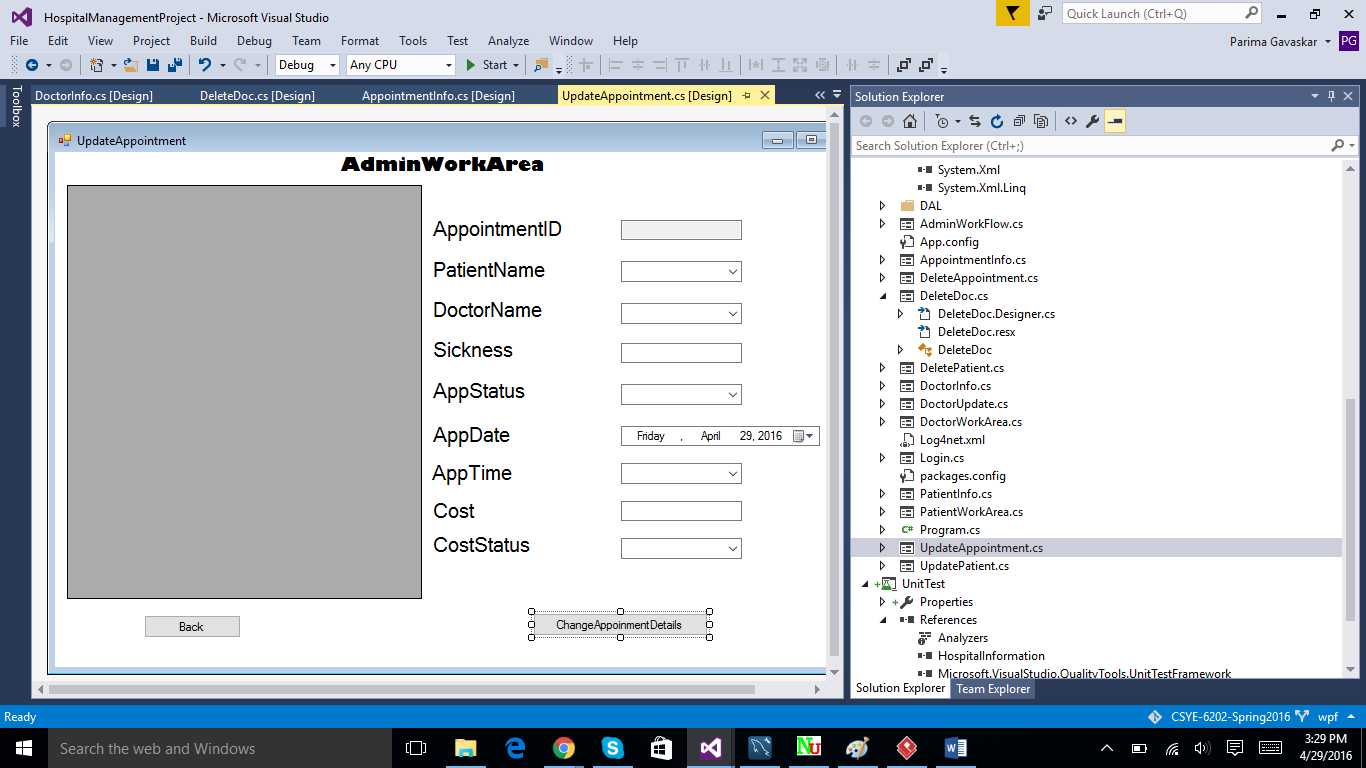 HospitalManagementProject - Microsoft Visual Studio
Quick Launch (Ctrl+Q)
File Edit View Project Build Debug Team Format Tools Test Analyze Window Help
Parima Gavaskar PG
Debug Any CPU Start
Toolbox
DoctorInfo.cs [Design] DeleteDoc.cs [Design] AppointmentInfo.cs [Design] UpdateAppointment.cs [Design]
UpdateAppointment
AdminWorkArea
AppointmentID
PatientName
DoctorName
Sickness
AppStatus
AppDate Friday , April 29, 2016
AppTime
Cost
CostStatus
Back
ChangeAppoinmentDetails
Solution Explorer
Search Solution Explorer (Ctrl+;)
System.Xml
System.Xml.Linq
DAL
AdminWorkFlow.cs
App.config
AppointmentInfo.cs
DeleteAppointment.cs
DeleteDoc.cs
DeleteDoc.Designer.cs
DeleteDoc.resx
DeleteDoc
DeletePatient.cs
DoctorInfo.cs
DoctorUpdate.cs
DoctorWorkArea.cs
Log4net.xml
Login.cs
packages.config
PatientInfo.cs
PatientWorkArea.cs
C# Program.cs
UpdateAppointment.cs
UpdatePatient.cs
UnitTest
Properties
References
Analyzers
HospitalInformation
Microsoft.VisualStudio.QualityTools.UnitTestFramework
Solution Explorer Team Explorer
Ready
CSYE-6202-Spring2016 wpf
Search the web and Windows
Nu
3:29 PM
4/29/2016